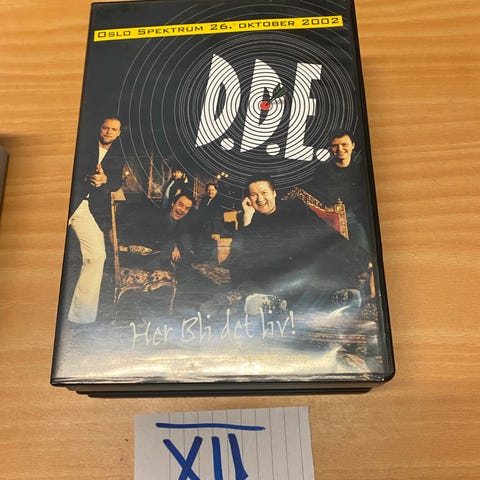 OSLO SPEKTRUM 26. OKTOBER 2002
D.D.E.
Her Bli det liv!
XII